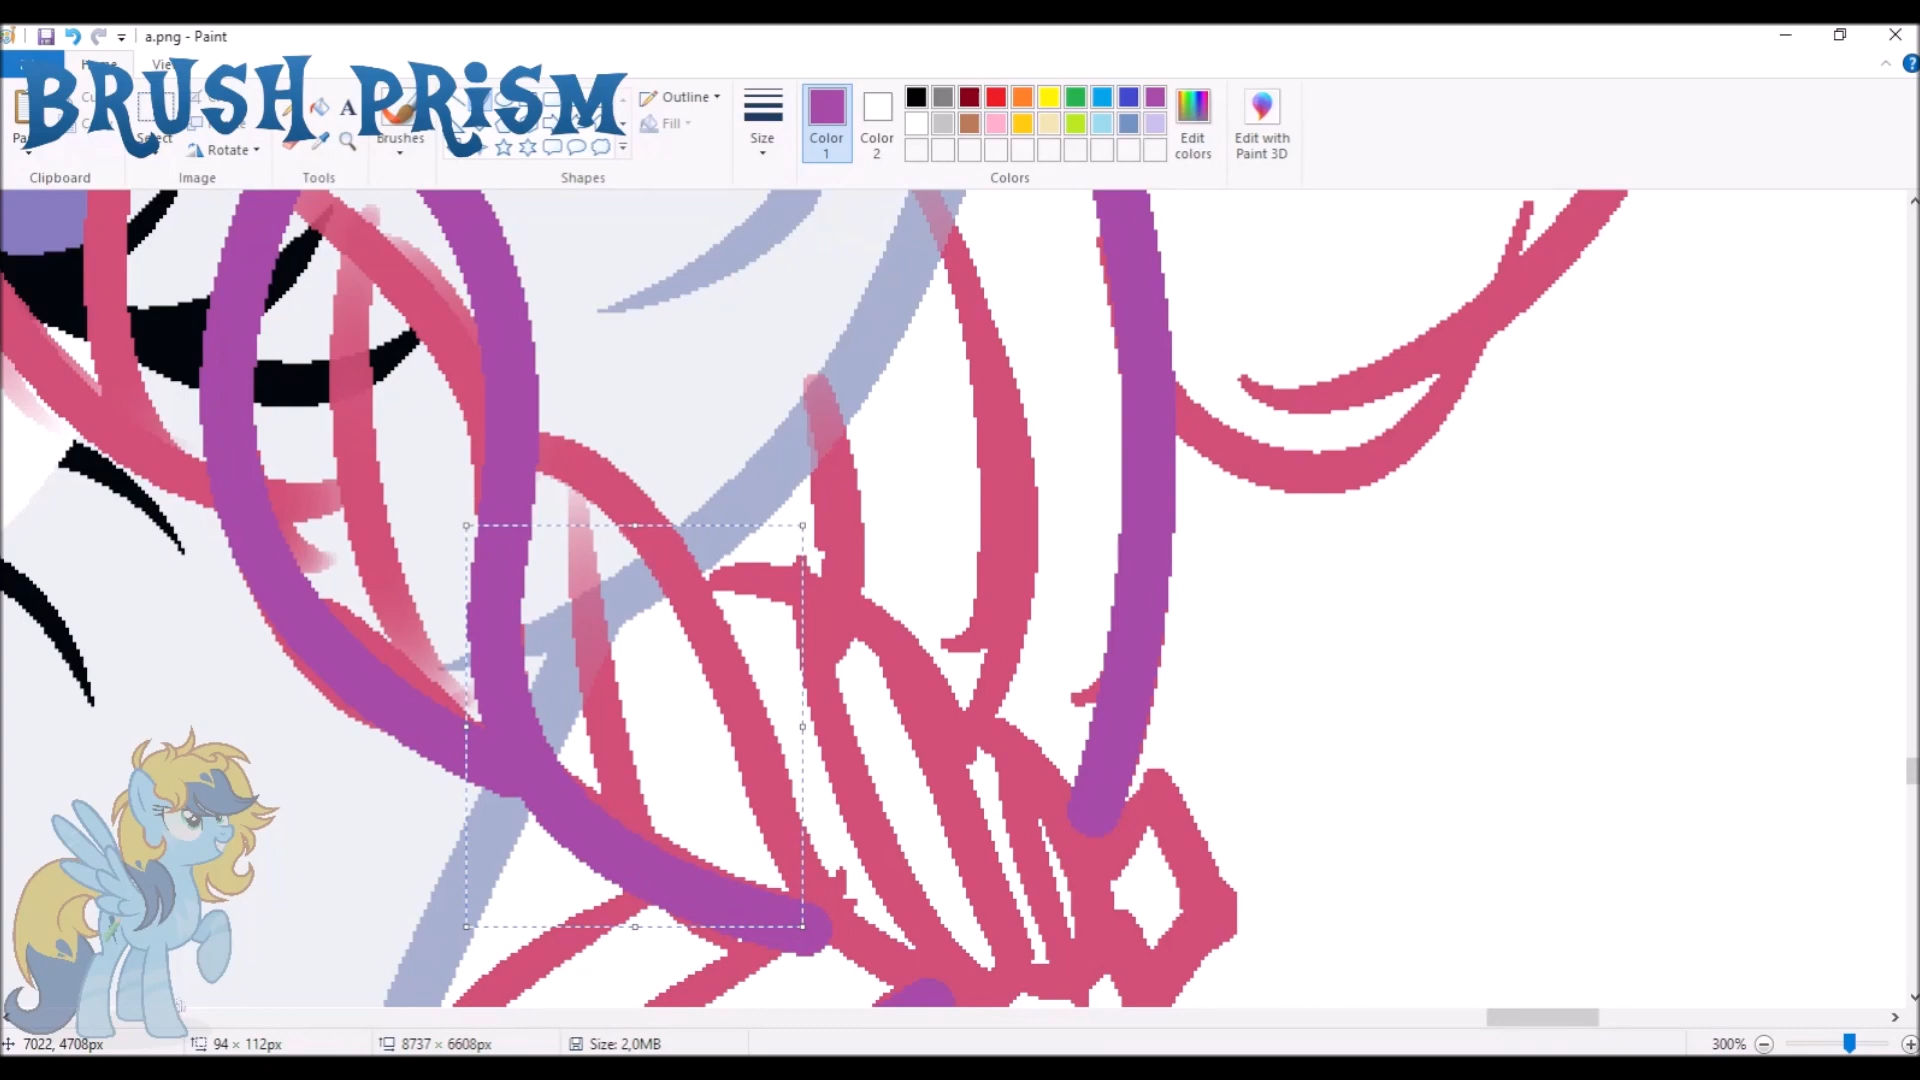 a.png - Paint
BRUSH PRISM
Outline
Fill
Select
Rotate
Brushes
Size
Color 1
Color 2
Edit colors
Edit with Paint 3D
Clipboard
Image
Tools
Shapes
Colors
7022, 4708px
94 × 112px
8737 × 6608px
Size: 2,0MB
300%